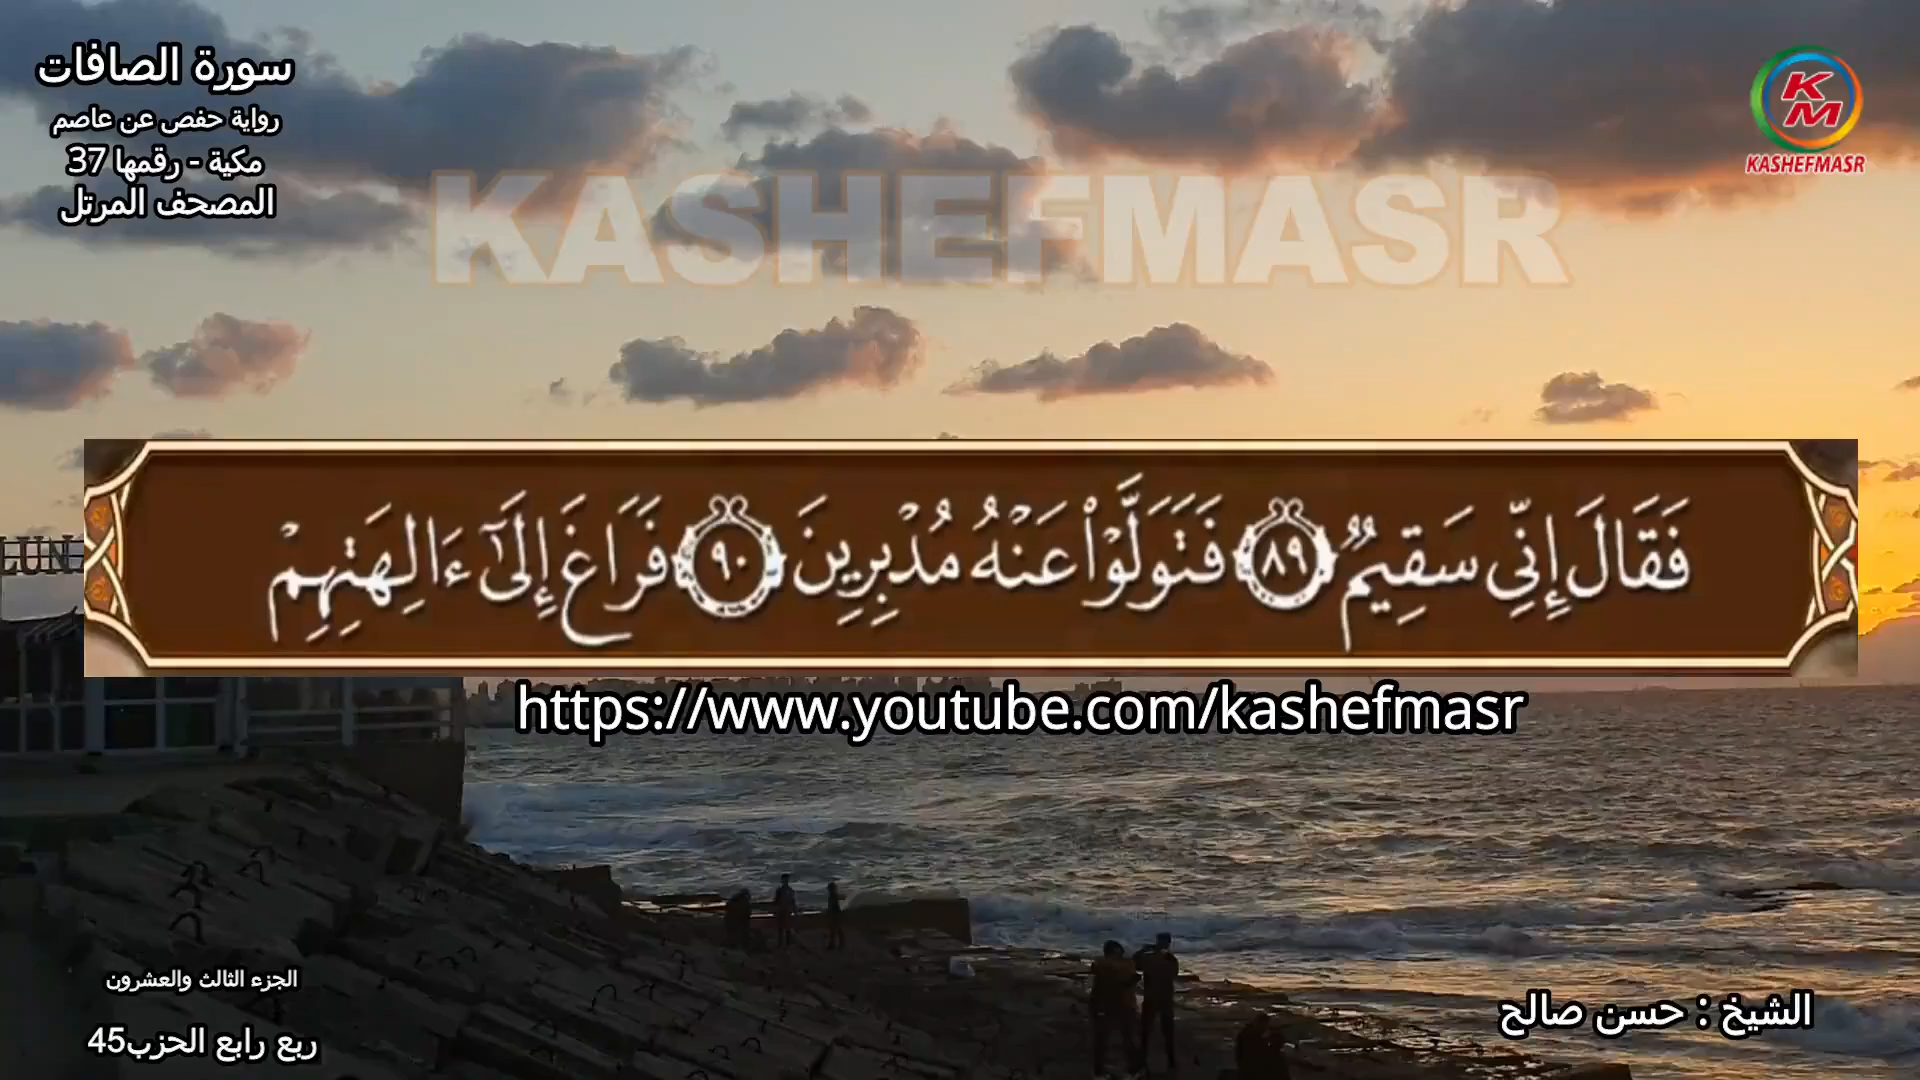 سورة الصافات
رواية حفص عن عاصم
مكية - رقمها 37
المصحف المرتل
KM
KASHEFMASR
KASHEFMASR
فَقَالَ إِنِّي سَقِيمٌ ٨٩ فَتَوَلَّوْا۟ عَنْهُ مُدْبِرِينَ ٩٠ فَرَاغَ إِلَىٰٓ ءَالِهَتِهِمْ
https://www.youtube.com/kashefmasr
الجزء الثالث والعشرون
ربع رابع الحزب45
الشيخ : حسن صالح